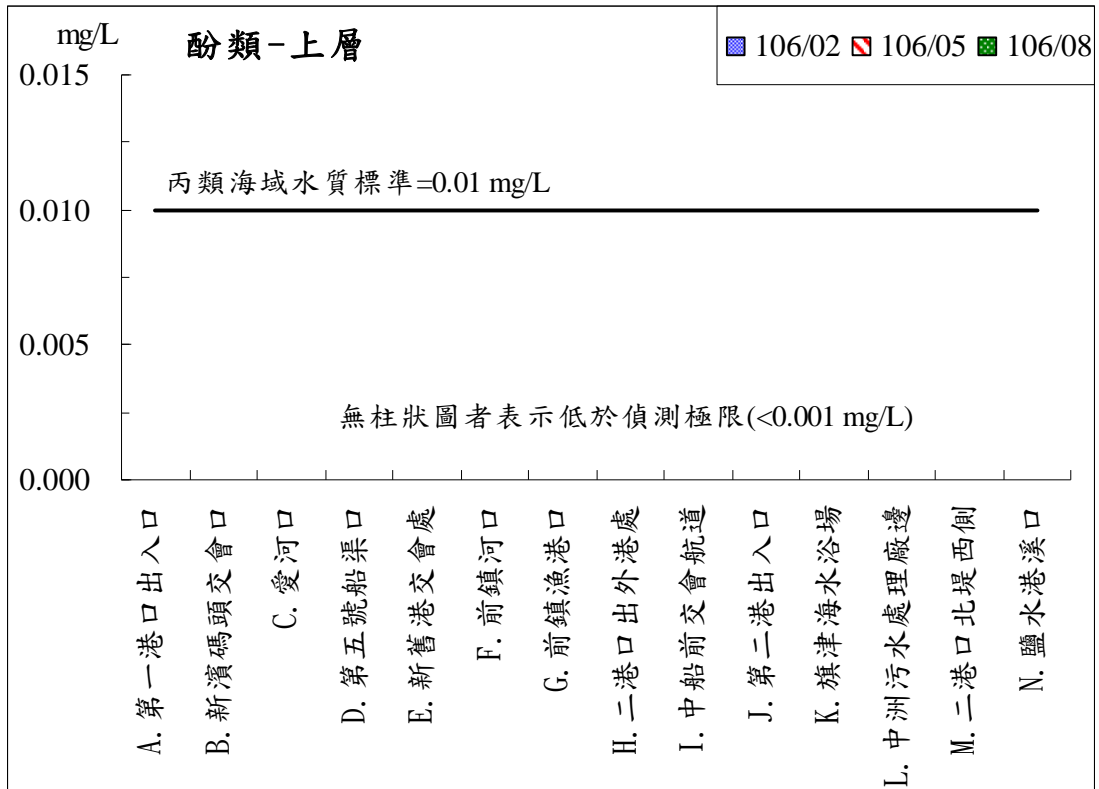 mg/L
酚類-上層
106/02 106/05 106/08
0.015
丙類海域水質標準=0.01 mg/L
0.010
0.005
無柱狀圖者表示低於偵測極限(<0.001 mg/L)
0.000
A. 第一港口出入口
B. 新濱碼頭交會口
C. 愛河口
D. 第五號船渠口
E. 新舊港交會處
F. 前鎮河口
G. 前鎮漁港口
H. 二港口出外港處
I. 中船前交會航道
J. 第二港出入口
K. 旗津海水浴場
L. 中洲污水處理廠邊
M. 二港口北堤西側
N. 鹽水港溪口